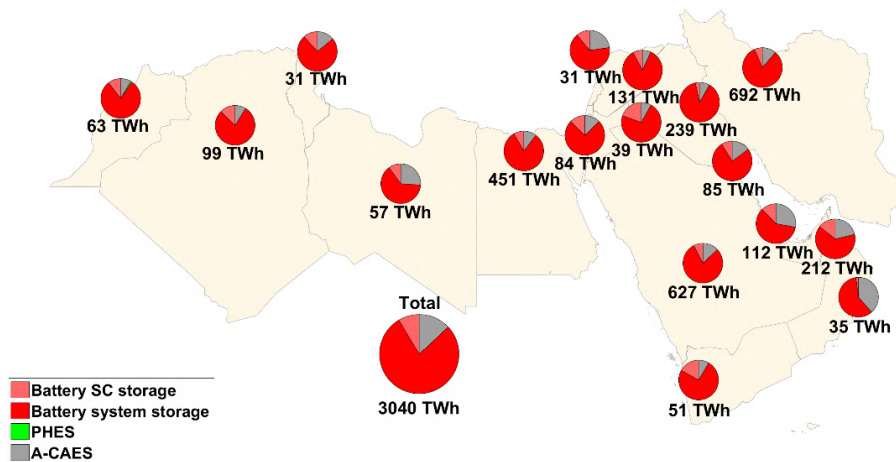 31 TWh
31 TWh
63 TWh
131 TWh
692 TWh
99 TWh
239 TWh
451 TWh
84 TWh
39 TWh
85 TWh
57 TWh
112 TWh
212 TWh
627 TWh
35 TWh
Total
3040 TWh
51 TWh
Battery SC storage
Battery system storage
PHES
A-CAES